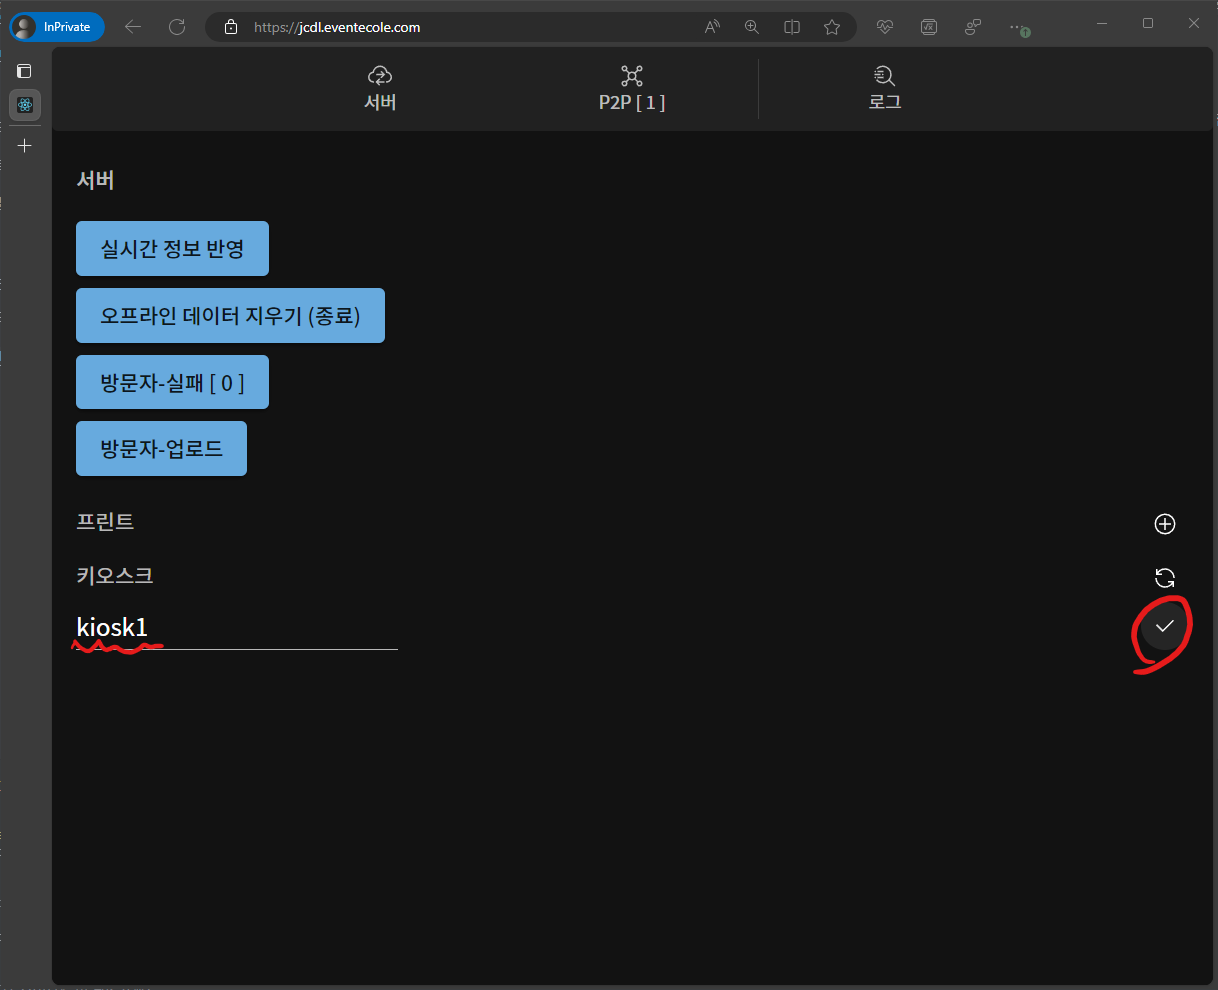 InPrivate
https://jcdl.eventecole.com
서버
P2P [ 1 ]
로그
서버
실시간 정보 반영
오프라인 데이터 지우기 (종료)
방문자-실패 [ 0 ]
방문자-업로드
프린트
키오스크
kiosk1